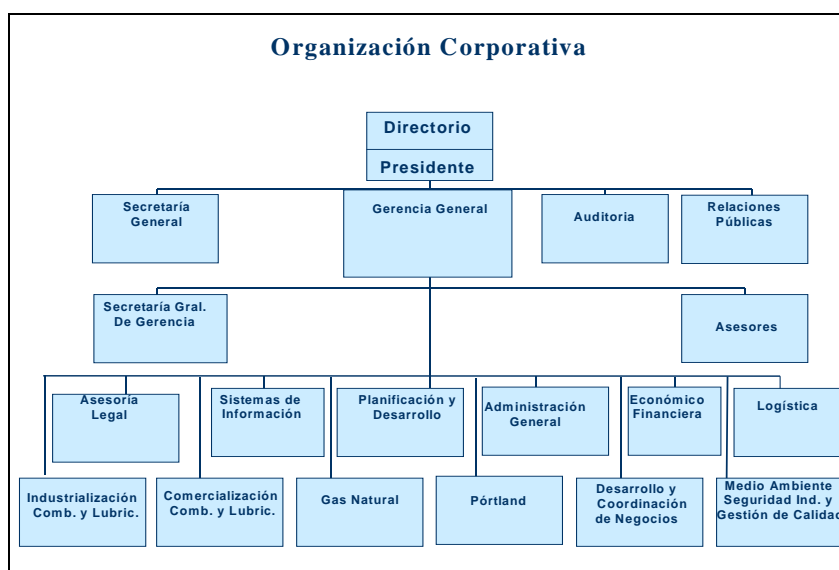 Organización Corporativa
Directorio
Presidente
Secretaría
General
Gerencia General
Auditoria
Relaciones
Públicas
Secretaría Gral.
De Gerencia
Asesores
Asesoría
Legal
Sistemas de
Información
Planificación y
Desarrollo
Administración
General
Económico
Financiera
Logística
Industrialización
Comb. y Lubric.
Comercialización
Comb. y Lubric.
Gas Natural
Pórtland
Desarrollo y
Coordinación
de Negocios
Medio Ambiente
Seguridad Ind. y
Gestión de Calidad